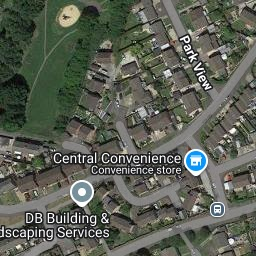 Park View
Central Convenience
Convenience store
DB Building &
dscaping Services